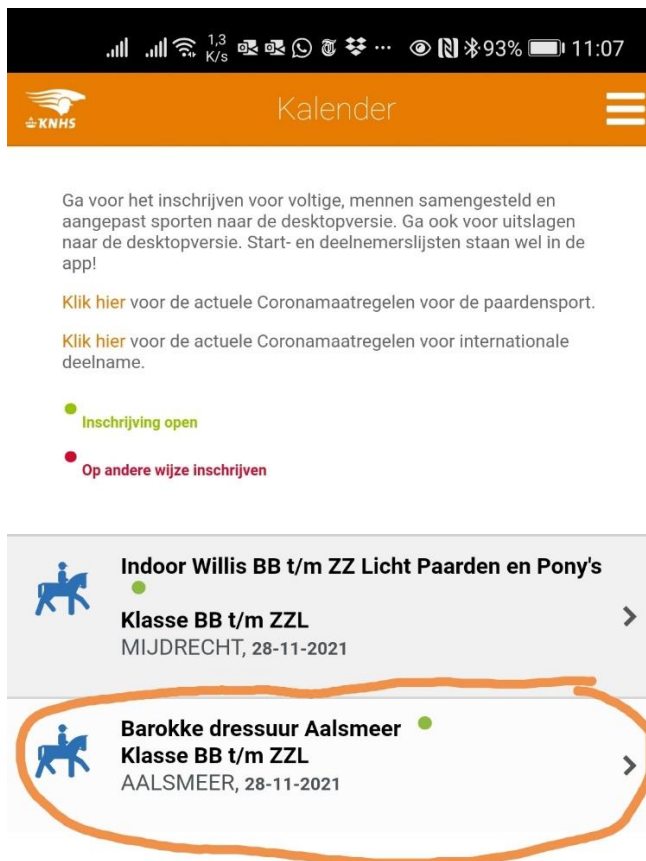 1,3
K/s
93% 11:07
KNHS
Kalender
Ga voor het inschrijven voor voltige, mennen samengesteld en
aangepast sporten naar de desktopversie. Ga ook voor uitslagen
naar de desktopversie. Start- en deelnemerslijsten staan wel in de
app!
Klik hier voor de actuele Coronamaatregelen voor de paardensport.
Klik hier voor de actuele Coronamaatregelen voor internationale
deelname.
Inschrijving open
Op andere wijze inschrijven
Indoor Willis BB t/m ZZ Licht Paarden en Pony's
Klasse BB t/m ZZL
MIJDRECHT, 28-11-2021
Barokke dressuur Aalsmeer
Klasse BB t/m ZZL
AALSMEER, 28-11-2021